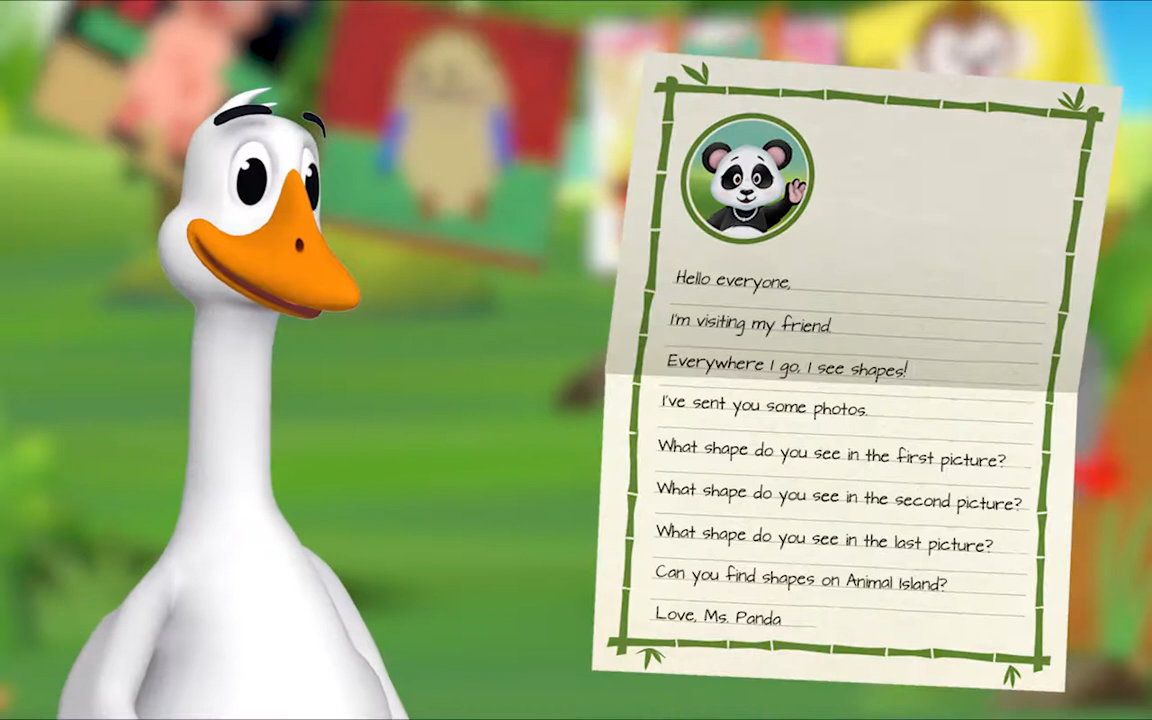 Hello everyone,
I'm visiting my friend.
Everywhere I go, I see shapes!
I've sent you some photos.
What shape do you see in the first picture?
What shape do you see in the second picture?
What shape do you see in the last picture?
Can you find shapes on Animal Island?
Love, Ms. Panda